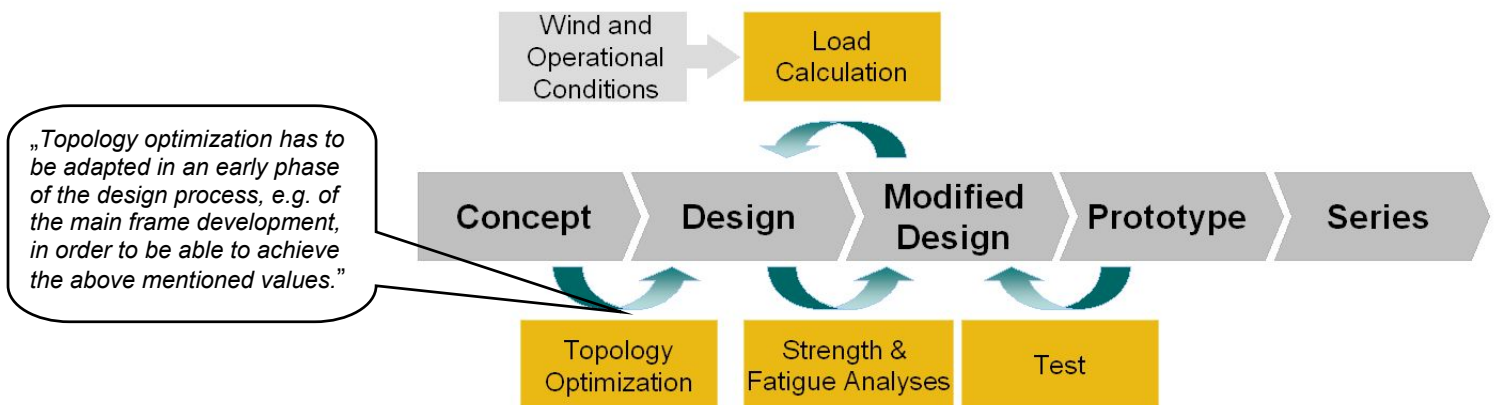 Wind and
Operational
Conditions
Load
Calculation
„Topology optimization has to
be adapted in an early phase
of the design process, e.g. of
the main frame development,
in order to be able to achieve
the above mentioned values.”
Concept
Design
Modified
Design
Prototype
Series
Topology
Optimization
Strength &
Fatigue Analyses
Test